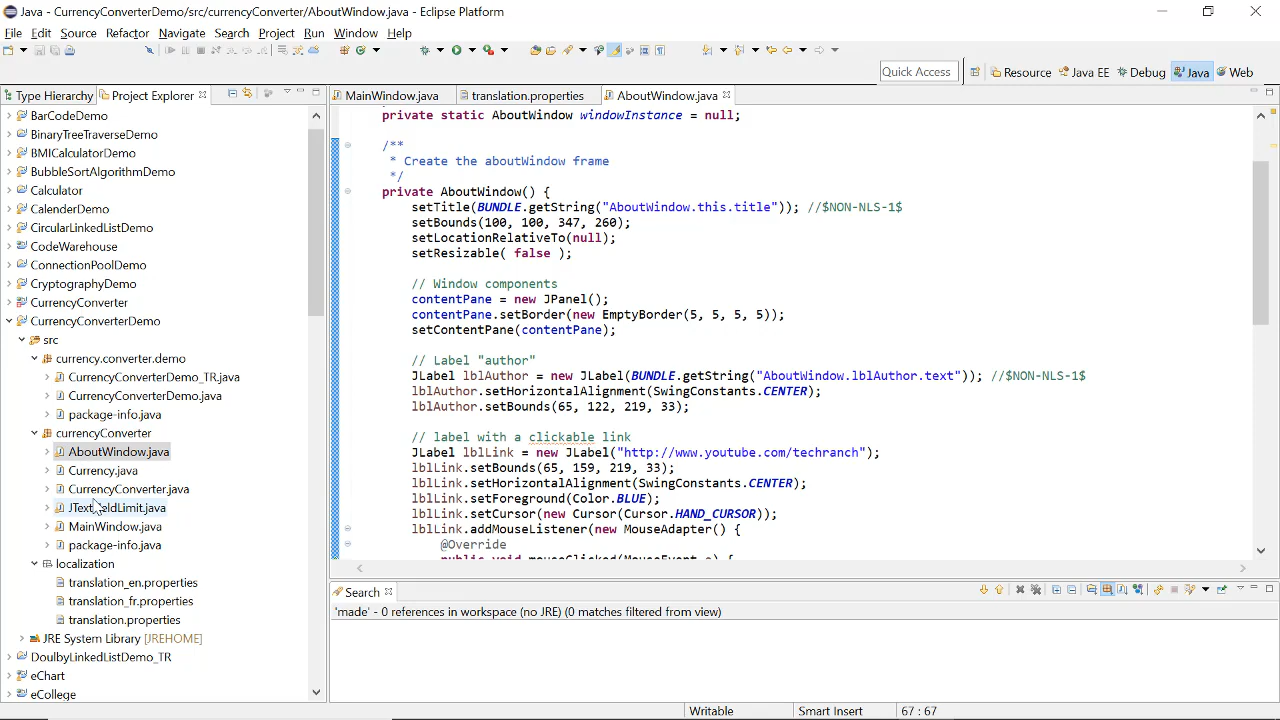 Java - CurrencyConverterDemo/src/currencyConverter/AboutWindow.java - Eclipse Platform
File Edit Source Refactor Navigate Search Project Run Window Help
Quick Access
Resource Java EE Debug Java Web
Type Hierarchy Project Explorer
BarCodeDemo
BinaryTreeTraverseDemo
BMICalculatorDemo
BubbleSortAlgorithmDemo
Calculator
CalenderDemo
CircularLinkedListDemo
CodeWarehouse
ConnectionPoolDemo
CryptographyDemo
CurrencyConverter
CurrencyConverterDemo
src
currency.converter.demo
CurrencyConverterDemo_TR.java
CurrencyConverterDemo.java
package-info.java
currencyConverter
AboutWindow.java
Currency.java
CurrencyConverter.java
JTextFieldLimit.java
MainWindow.java
package-info.java
localization
translation_en.properties
translation_fr.properties
translation.properties
JRE System Library [JREHOME]
DoulbyLinkedListDemo_TR
eChart
eCollege
MainWindow.java translation.properties AboutWindow.java
private static AboutWindow windowInstance = null;
/**
* Create the aboutWindow frame
*/
private AboutWindow() {
setTitle(BUNDLE.getString("AboutWindow.this.title")); //$NON-NLS-1$
setBounds(100, 100, 347, 260);
setLocationRelativeTo(null);
setResizable( false );
// Window components
contentPane = new JPanel();
contentPane.setBorder(new EmptyBorder(5, 5, 5, 5));
setContentPane(contentPane);
// Label "author"
JLabel lblAuthor = new JLabel(BUNDLE.getString("AboutWindow.lblAuthor.text")); //$NON-NLS-1$
lblAuthor.setHorizontalAlignment(SwingConstants.CENTER);
lblAuthor.setBounds(65, 122, 219, 33);
// label with a clickable link
JLabel lblLink = new JLabel("http://www.youtube.com/techranch");
lblLink.setBounds(65, 159, 219, 33);
lblLink.setHorizontalAlignment(SwingConstants.CENTER);
lblLink.setForeground(Color.BLUE);
lblLink.setCursor(new Cursor(Cursor.HAND_CURSOR));
lblLink.addMouseListener(new MouseAdapter() {
@Override
public void mouseClicked(MouseEvent e) {
Search
'made' - 0 references in workspace (no JRE) (0 matches filtered from view)
Writable Smart Insert 67 : 67